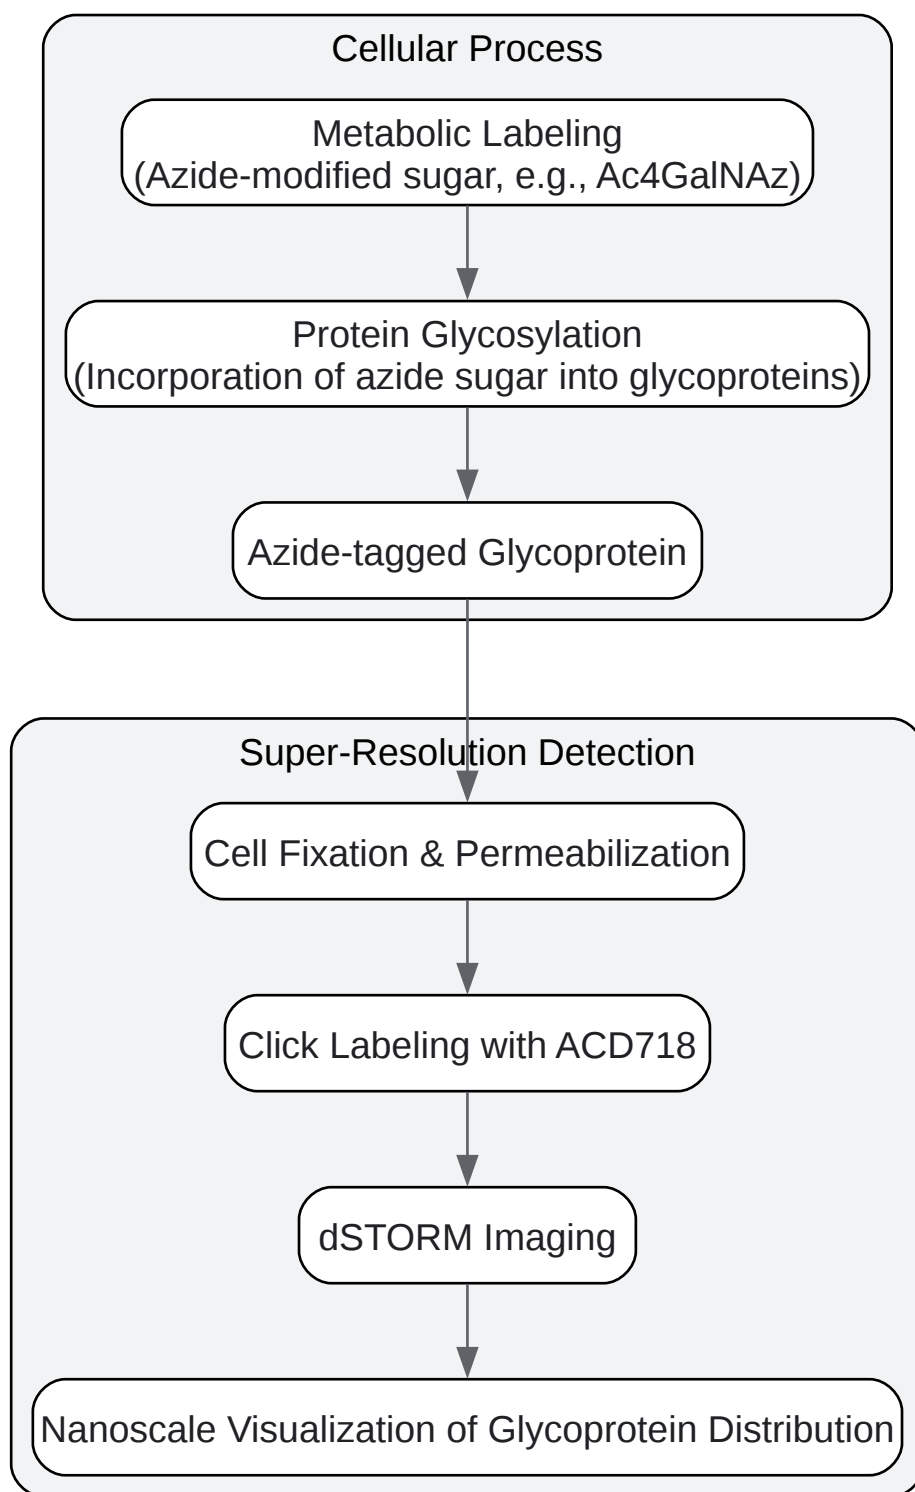 Cellular Process
Metabolic Labeling
(Azide-modified sugar, e.g., Ac4GalNAz)
Protein Glycosylation
(Incorporation of azide sugar into glycoproteins)
Azide-tagged Glycoprotein
Super-Resolution Detection
Cell Fixation & Permeabilization
Click Labeling with ACD718
dSTORM Imaging
Nanoscale Visualization of Glycoprotein Distribution